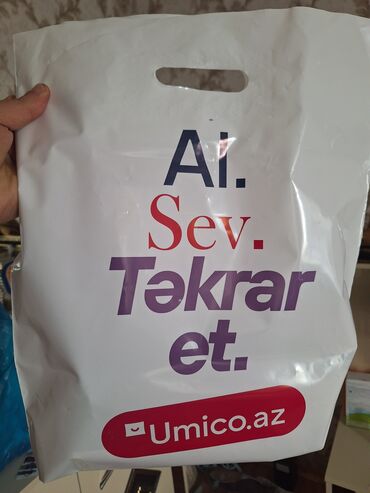 Al.
Sev.
Təkrar
et.
Umico.az